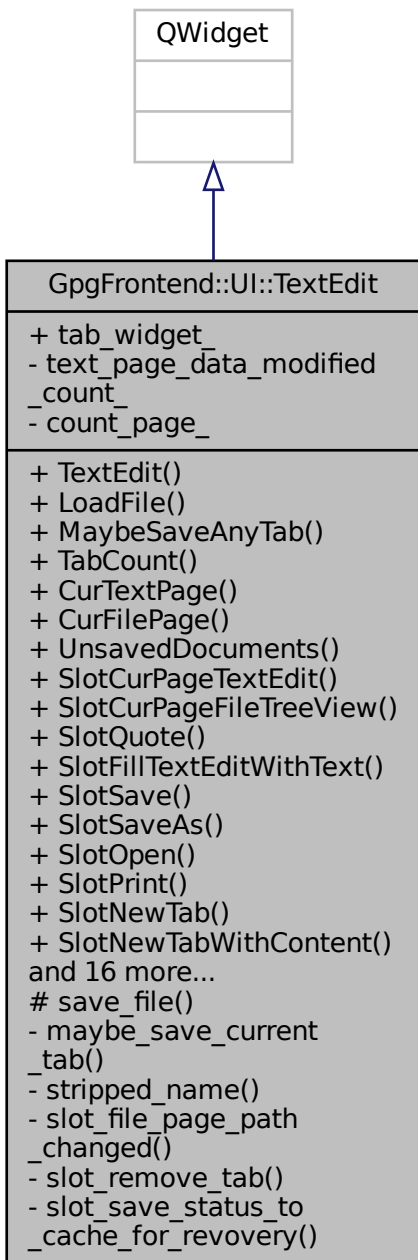 QWidget
GpgFrontend::UI::TextEdit
+ tab_widget_
- text_page_data_modified
_count_
- count_page_
+ TextEdit()
+ LoadFile()
+ MaybeSaveAnyTab()
+ TabCount()
+ CurTextPage()
+ CurFilePage()
+ UnsavedDocuments()
+ SlotCurPageTextEdit()
+ SlotCurPageFileTreeView()
+ SlotQuote()
+ SlotFillTextEditWithText()
+ SlotSave()
+ SlotSaveAs()
+ SlotOpen()
+ SlotPrint()
+ SlotNewTab()
+ SlotNewTabWithContent()
and 16 more...
# save_file()
- maybe_save_current
_tab()
- stripped_name()
- slot_file_page_path
_changed()
- slot_remove_tab()
- slot_save_status_to
_cache_for_revovery()